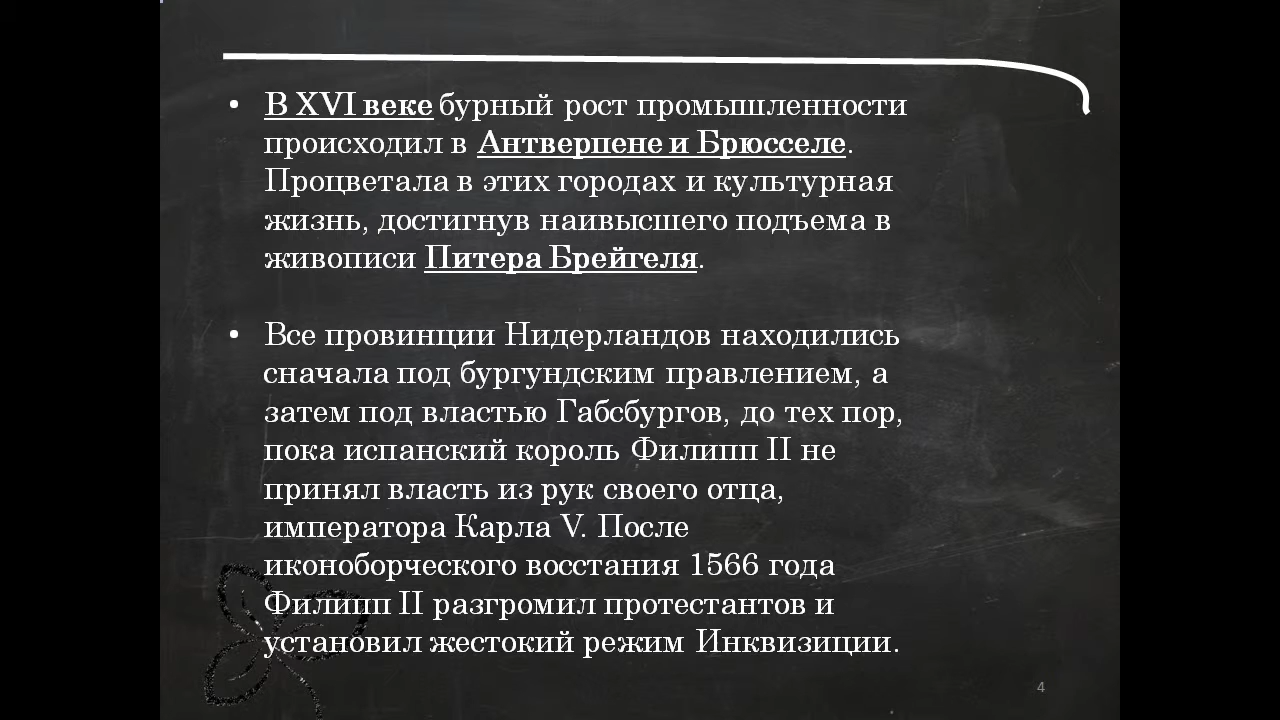 • В XVI веке бурный рост промышленности
происходил в Антверпене и Брюсселе.
Процветала в этих городах и культурная
жизнь, достигнув наивысшего подъема в
живописи Питера Брейгеля.
• Все провинции Нидерландов находились
сначала под бургундским правлением, а
затем под властью Габсбургов, до тех пор,
пока испанский король Филипп II не
принял власть из рук своего отца,
императора Карла V. После
иконоборческого восстания 1566 года
Филипп II разгромил протестантов и
установил жестокий режим Инквизиции.
4